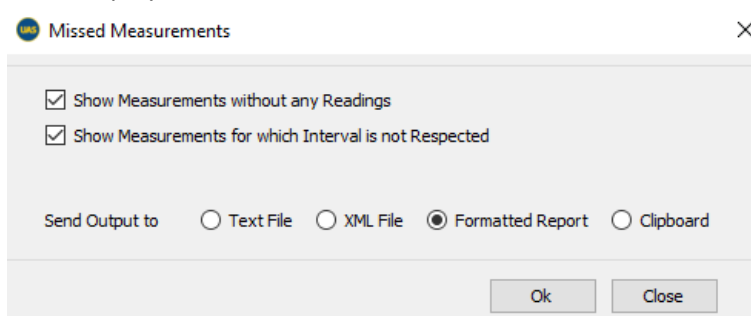 UAS Missed Measurements
Show Measurements without any Readings
Show Measurements for which Interval is not Respected
Send Output to Text File XML File Formatted Report Clipboard
Ok Close